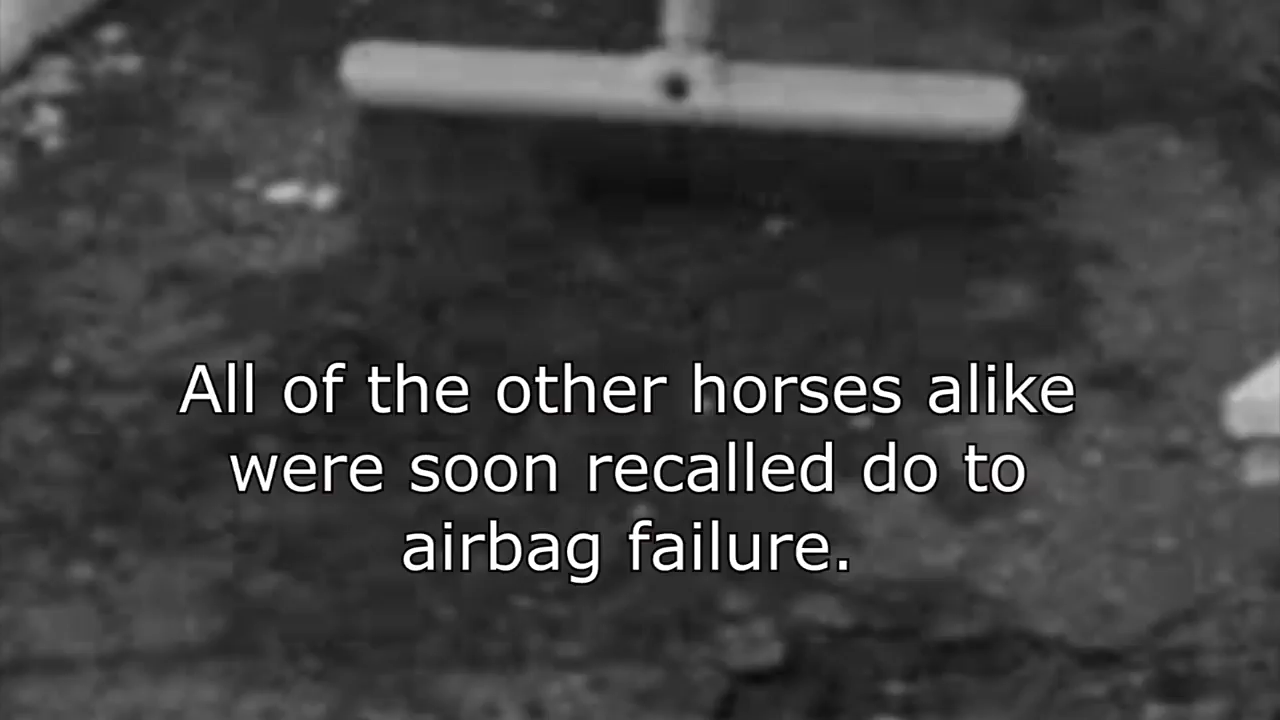 All of the other horses alike
were soon recalled do to
airbag failure.